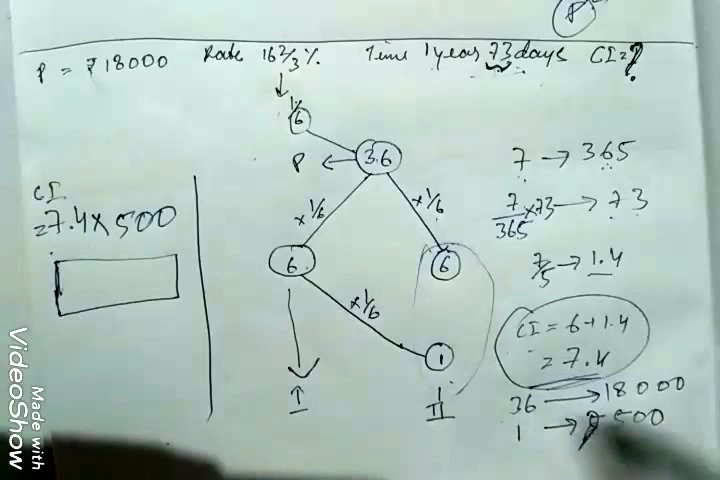 P
P = ₹18000 Rate 16 2/3 % Time 1 year 73 days CI=?
1/6
P ← 36
×1/6 ×1/6
6 6
×1/6
1
I II
CI
=7.4×500
7 → 365
7/365 ×73 → 73
7/5 → 1.4
CI = 6+1.4
= 7.4
36 → 18000
1 → ₹500
Made with
VideoShow